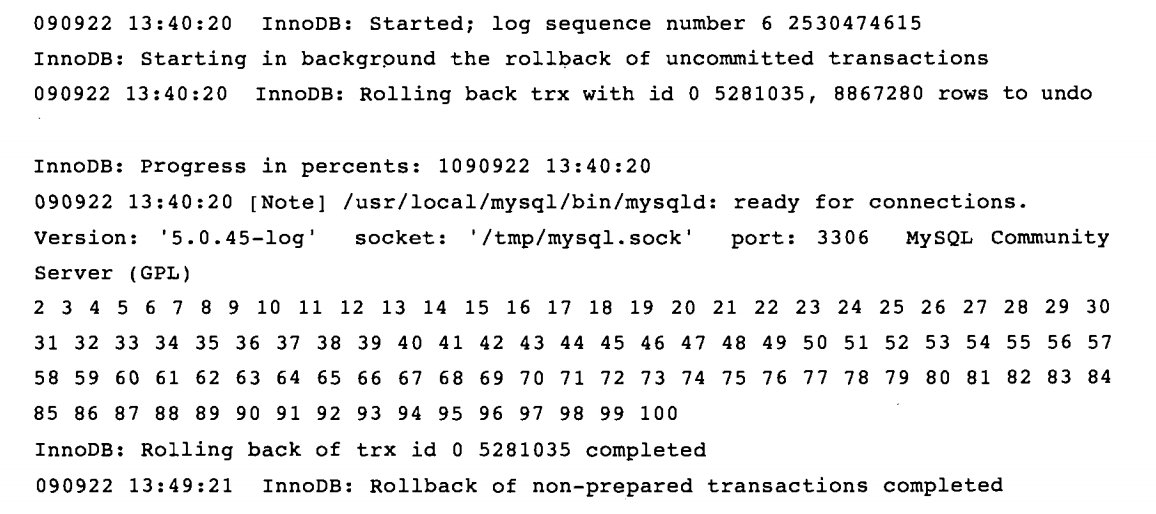 090922 13:40:20  InnoDB: Started; log sequence number 6 2530474615
InnoDB: Starting in background the rollback of uncommitted transactions
090922 13:40:20  InnoDB: Rolling back trx with id 0 5281035, 8867280 rows to undo
InnoDB: Progress in percents: 1090922 13:40:20
090922 13:40:20 [Note] /usr/local/mysql/bin/mysqld: ready for connections.
Version: '5.0.45-log'  socket: '/tmp/mysql.sock'  port: 3306  MySQL Community
Server (GPL)
2 3 4 5 6 7 8 9 10 11 12 13 14 15 16 17 18 19 20 21 22 23 24 25 26 27 28 29 30
31 32 33 34 35 36 37 38 39 40 41 42 43 44 45 46 47 48 49 50 51 52 53 54 55 56 57
58 59 60 61 62 63 64 65 66 67 68 69 70 71 72 73 74 75 76 77 78 79 80 81 82 83 84
85 86 87 88 89 90 91 92 93 94 95 96 97 98 99 100
InnoDB: Rolling back of trx id 0 5281035 completed
090922 13:49:21  InnoDB: Rollback of non-prepared transactions completed